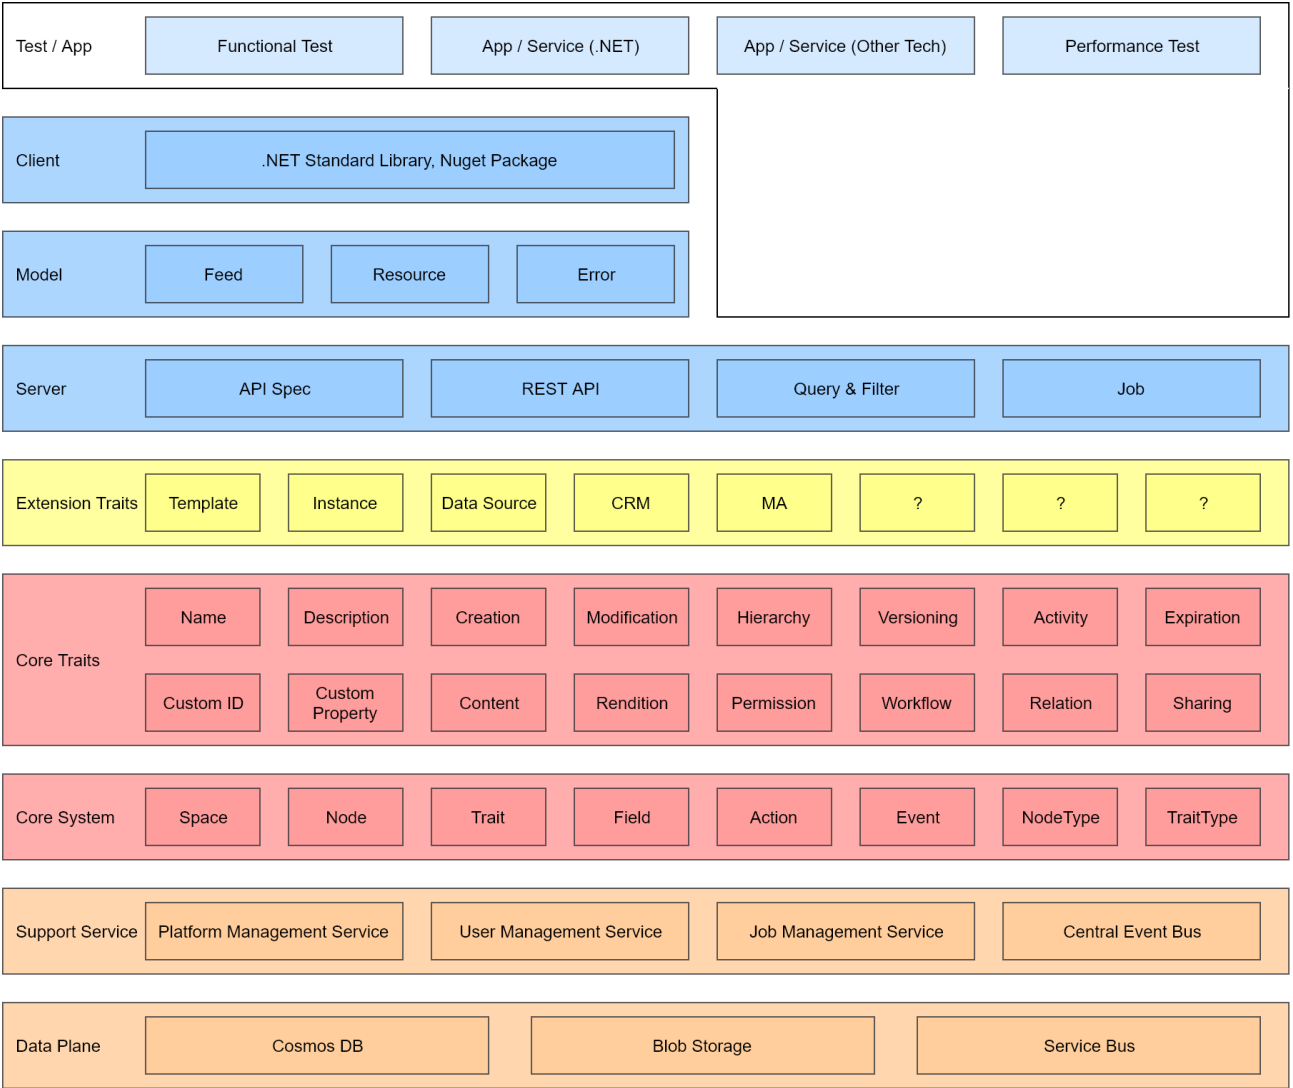 Test / App
Functional Test
App / Service (.NET)
App / Service (Other Tech)
Performance Test
Client
.NET Standard Library, Nuget Package
Model
Feed
Resource
Error
Server
API Spec
REST API
Query & Filter
Job
Extension Traits
Template
Instance
Data Source
CRM
MA
?
?
?
Core Traits
Name
Description
Creation
Modification
Hierarchy
Versioning
Activity
Expiration
Custom ID
Custom
Property
Content
Rendition
Permission
Workflow
Relation
Sharing
Core System
Space
Node
Trait
Field
Action
Event
NodeType
TraitType
Support Service
Platform Management Service
User Management Service
Job Management Service
Central Event Bus
Data Plane
Cosmos DB
Blob Storage
Service Bus